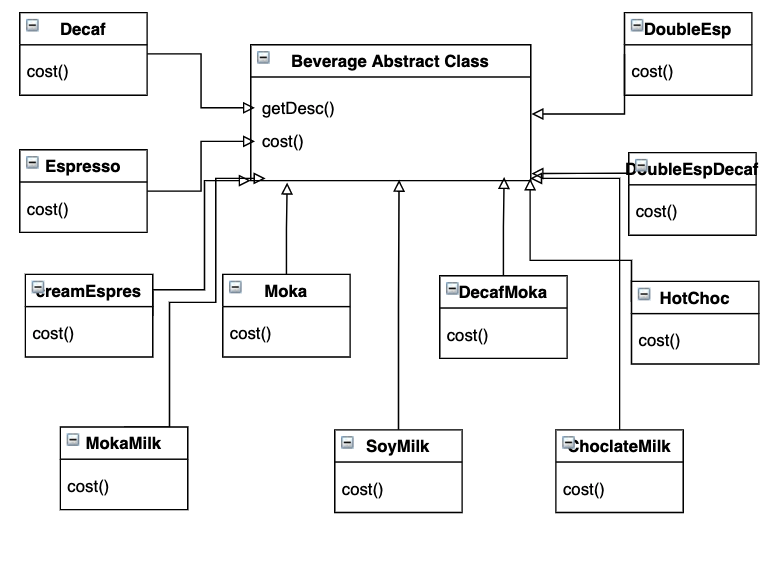 Decaf
cost()
Beverage Abstract Class
getDesc()
cost()
DoubleEsp
cost()
Espresso
cost()
DoubleEspDecaf
cost()
creamEspres
cost()
Moka
cost()
DecafMoka
cost()
HotChoc
cost()
MokaMilk
cost()
SoyMilk
cost()
ChoclateMilk
cost()